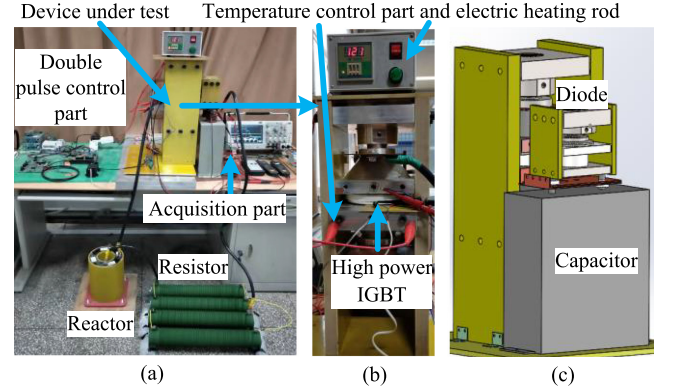 Device under test
Temperature control part and electric heating rod
Double
pulse control
part
121
Diode
Acquisition part
Resistor
High power
IGBT
Capacitor
Reactor
(a)
(b)
(c)